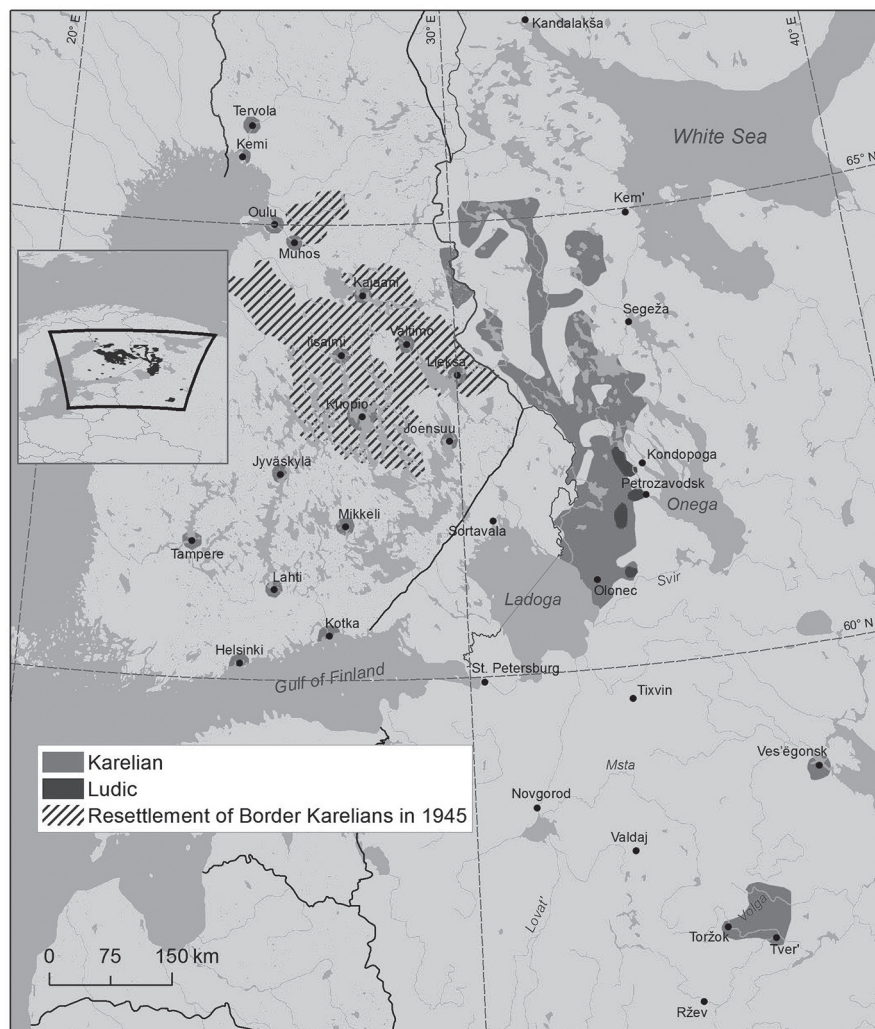 20° E
30° E
40° E
Kandalakša
Tervola
White Sea
Kemi
65° N
Kem'
Oulu
Muhos
Kajaani
Segeža
Valtimo
Iisalmi
Lieksa
Kuopio
Joensuu
Kondopoga
Jyväskylä
Petrozavodsk
Onega
Mikkeli
Sortavala
Tampere
Svir
Lahti
Olonec
Ladoga
Kotka
60° N
Helsinki
St. Petersburg
Gulf of Finland
Tixvin
Karelian
Ludic
Resettlement of Border Karelians in 1945
Ves'ëgonsk
Msta
Novgorod
Valdaj
Lovat'
Volga
Toržok
Tver'
0 75 150 km
Ržev